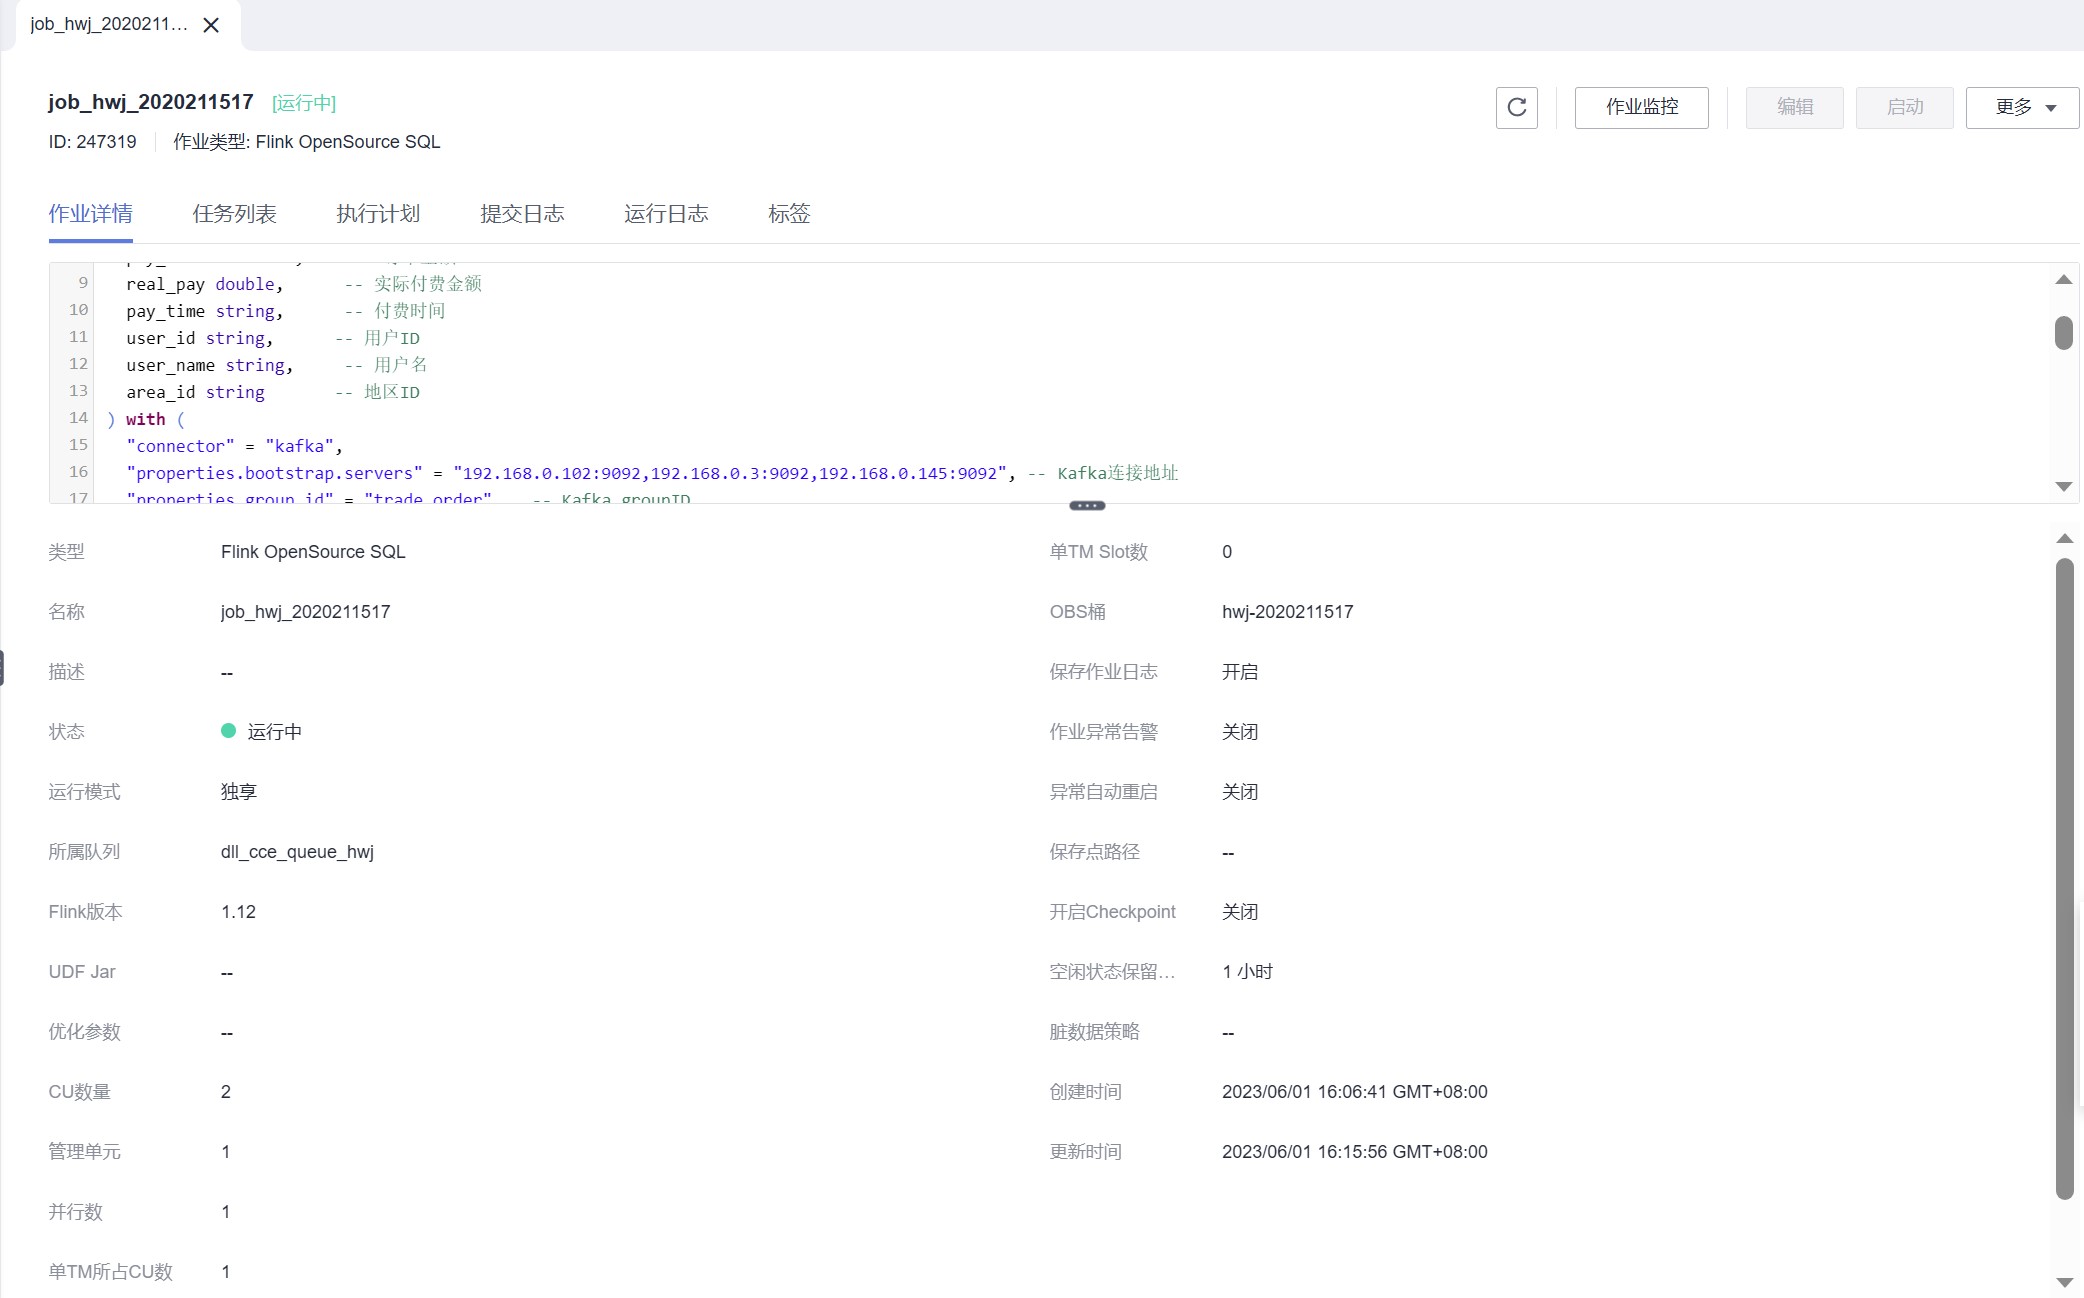 job_hwj_2020211...
job_hwj_2020211517 [运行中]
作业监控 编辑 启动 更多
ID: 247319 作业类型: Flink OpenSource SQL
作业详情 任务列表 执行计划 提交日志 运行日志 标签
9 real_pay double, -- 实际付费金额
10 pay_time string, -- 付费时间
11 user_id string, -- 用户ID
12 user_name string, -- 用户名
13 area_id string -- 地区ID
14 ) with (
15 "connector" = "kafka",
16 "properties.bootstrap.servers" = "192.168.0.102:9092,192.168.0.3:9092,192.168.0.145:9092", -- Kafka连接地址
17 "properties.group.id" = "trade_order" -- Kafka groupID
类型 Flink OpenSource SQL 单TM Slot数 0
名称 job_hwj_2020211517 OBS桶 hwj-2020211517
描述 -- 保存作业日志 开启
状态 运行中 作业异常告警 关闭
运行模式 独享 异常自动重启 关闭
所属队列 dll_cce_queue_hwj 保存点路径 --
Flink版本 1.12 开启Checkpoint 关闭
UDF Jar -- 空闲状态保留... 1 小时
优化参数 -- 脏数据策略 --
CU数量 2 创建时间 2023/06/01 16:06:41 GMT+08:00
管理单元 1 更新时间 2023/06/01 16:15:56 GMT+08:00
并行数 1
单TM所占CU数 1